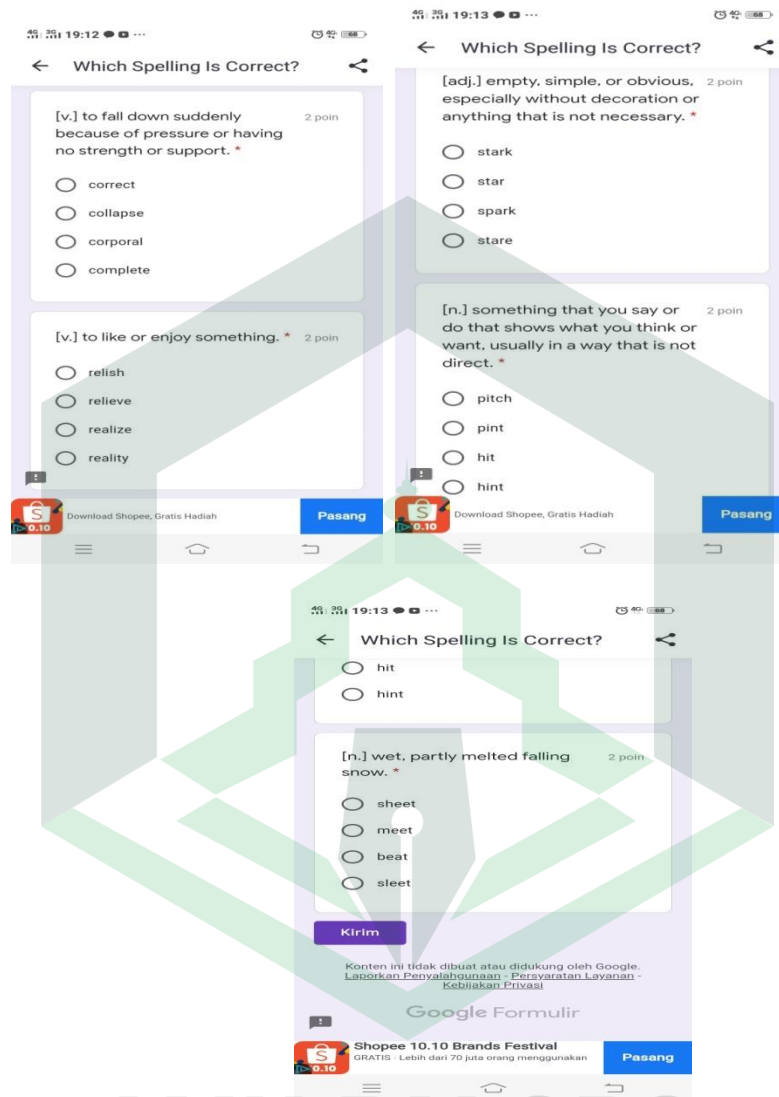 19:12
Which Spelling Is Correct?
[v.] to fall down suddenly 2 poin
because of pressure or having
no strength or support. *
correct
collapse
corporal
complete
[v.] to like or enjoy something. * 2 poin
relish
relieve
realize
reality
S Download Shopee, Gratis Hadiah Pasang
0.10
19:13
Which Spelling Is Correct?
[adj.] empty, simple, or obvious, 2 poin
especially without decoration or
anything that is not necessary. *
stark
star
spark
stare
[n.] something that you say or 2 poin
do that shows what you think or
want, usually in a way that is not
direct. *
pitch
pint
hit
hint
S Download Shopee, Gratis Hadiah Pasang
0.10
19:13
Which Spelling Is Correct?
hit
hint
[n.] wet, partly melted falling 2 poin
snow. *
sheet
meet
beat
sleet
Kirim
Konten ini tidak dibuat atau didukung oleh Google.
Laporkan Penyalahgunaan - Persyaratan Layanan -
Kebijakan Privasi
Google Formulir
Shopee 10.10 Brands Festival
S GRATIS · Lebih dari 70 juta orang menggunakan Pasang
0.10